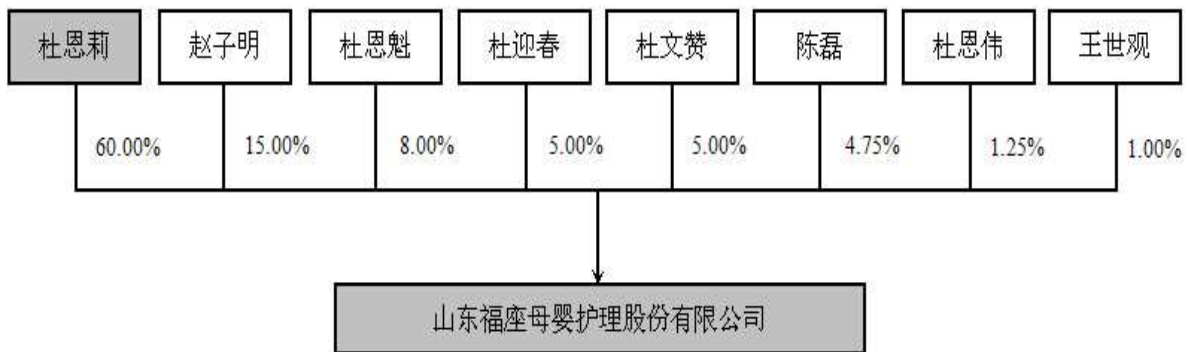 杜恩莉 赵子明 杜恩魁 杜迎春 杜文赞 陈磊 杜恩伟 王世观
60.00% 15.00% 8.00% 5.00% 5.00% 4.75% 1.25% 1.00%
山东福座母婴护理股份有限公司